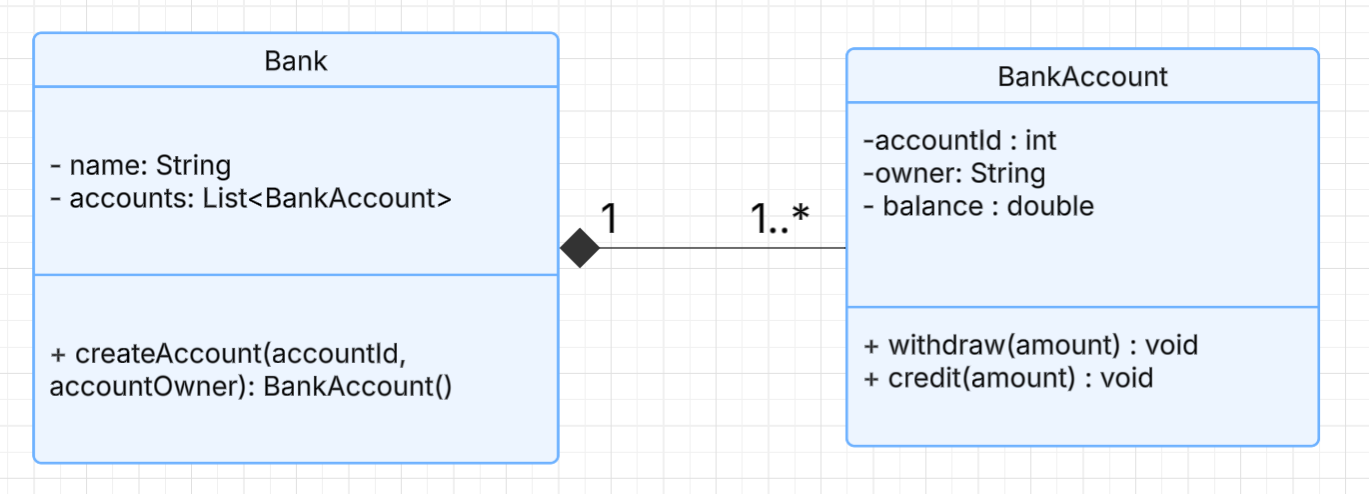 Bank
- name: String
- accounts: List<BankAccount>
+ createAccount(accountId,
accountOwner): BankAccount()
1
1..*
BankAccount
-accountId : int
-owner: String
- balance : double
+ withdraw(amount) : void
+ credit(amount) : void